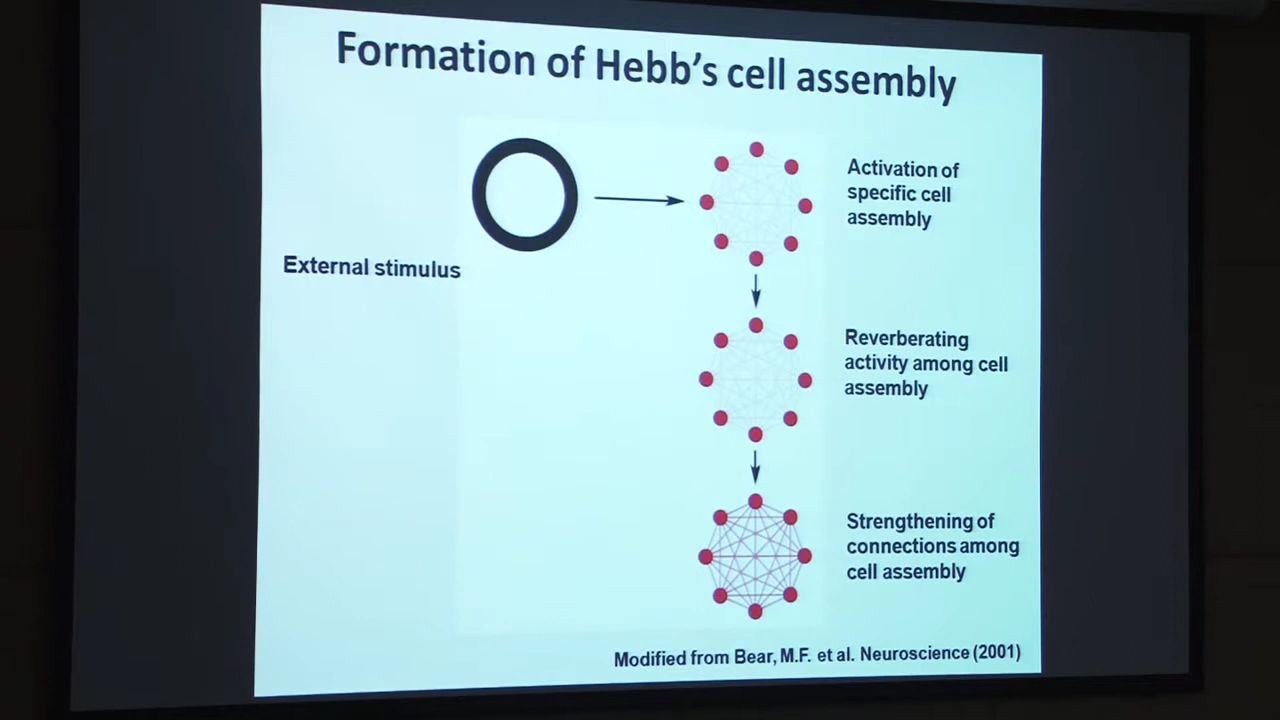 Formation of Hebb's cell assembly
External stimulus
Activation of
specific cell
assembly
Reverberating
activity among cell
assembly
Strengthening of
connections among
cell assembly
Modified from Bear, M.F. et al. Neuroscience (2001)